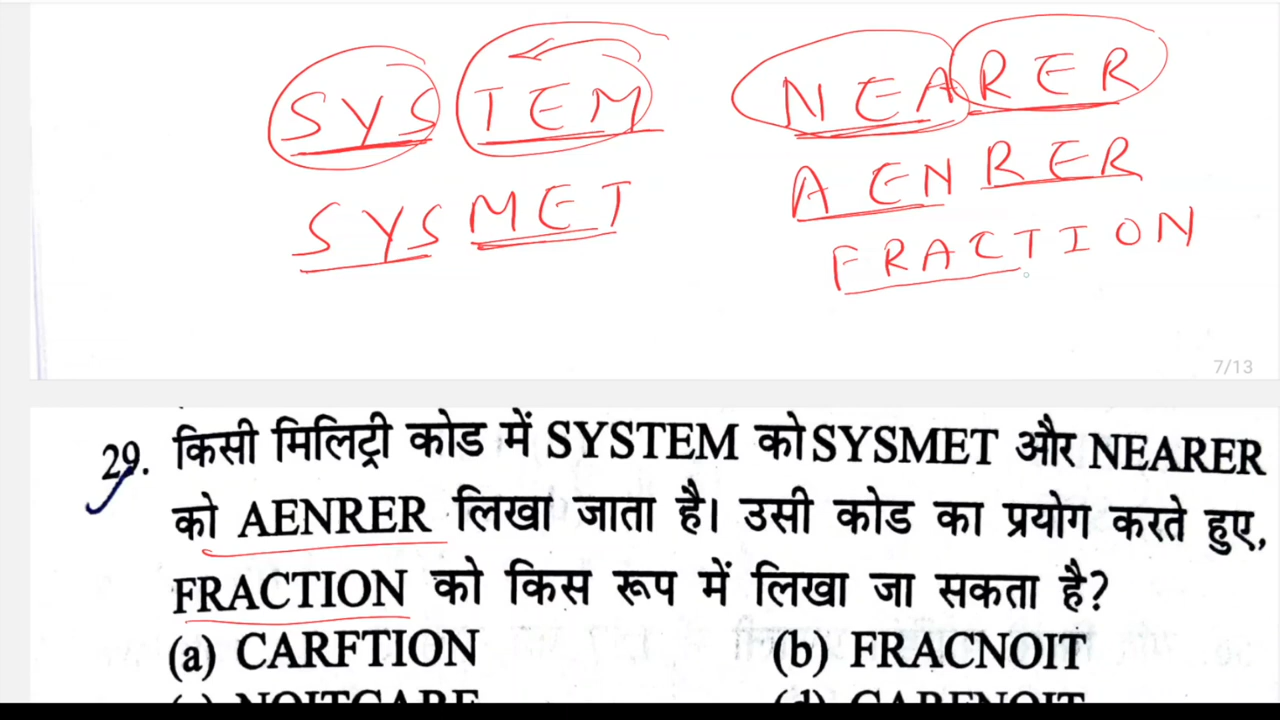 SYSTEM NEARER
SYSMET AENRER
FRACTION
7/13
29. किसी मिलिट्री कोड में SYSTEM को SYSMET और NEARER
को AENRER लिखा जाता है। उसी कोड का प्रयोग करते हुए,
FRACTION को किस रूप में लिखा जा सकता है?
(a) CARFTION (b) FRACNOIT